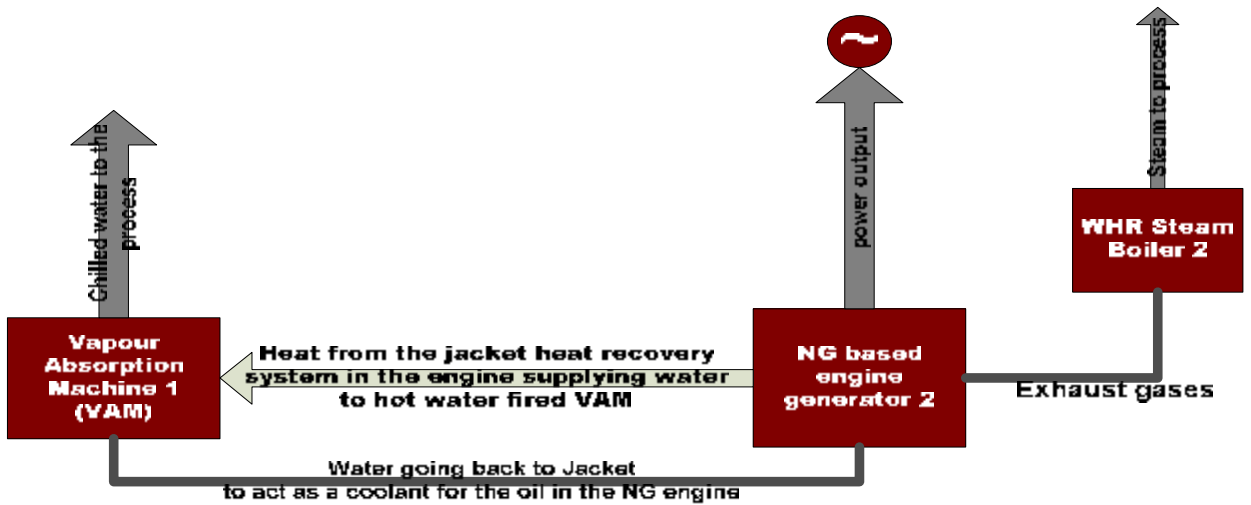 ~
Steam to process
Chilled water to the
process
power output
WHR Steam
Boiler 2
Vapour
Absorption
Machine 1
(VAM)
Heat from the jacket heat recovery
system in the engine supplying water
to hot water fired VAM
NG based
engine
generator 2
Exhaust gases
Water going back to Jacket
to act as a coolant for the oil in the NG engine